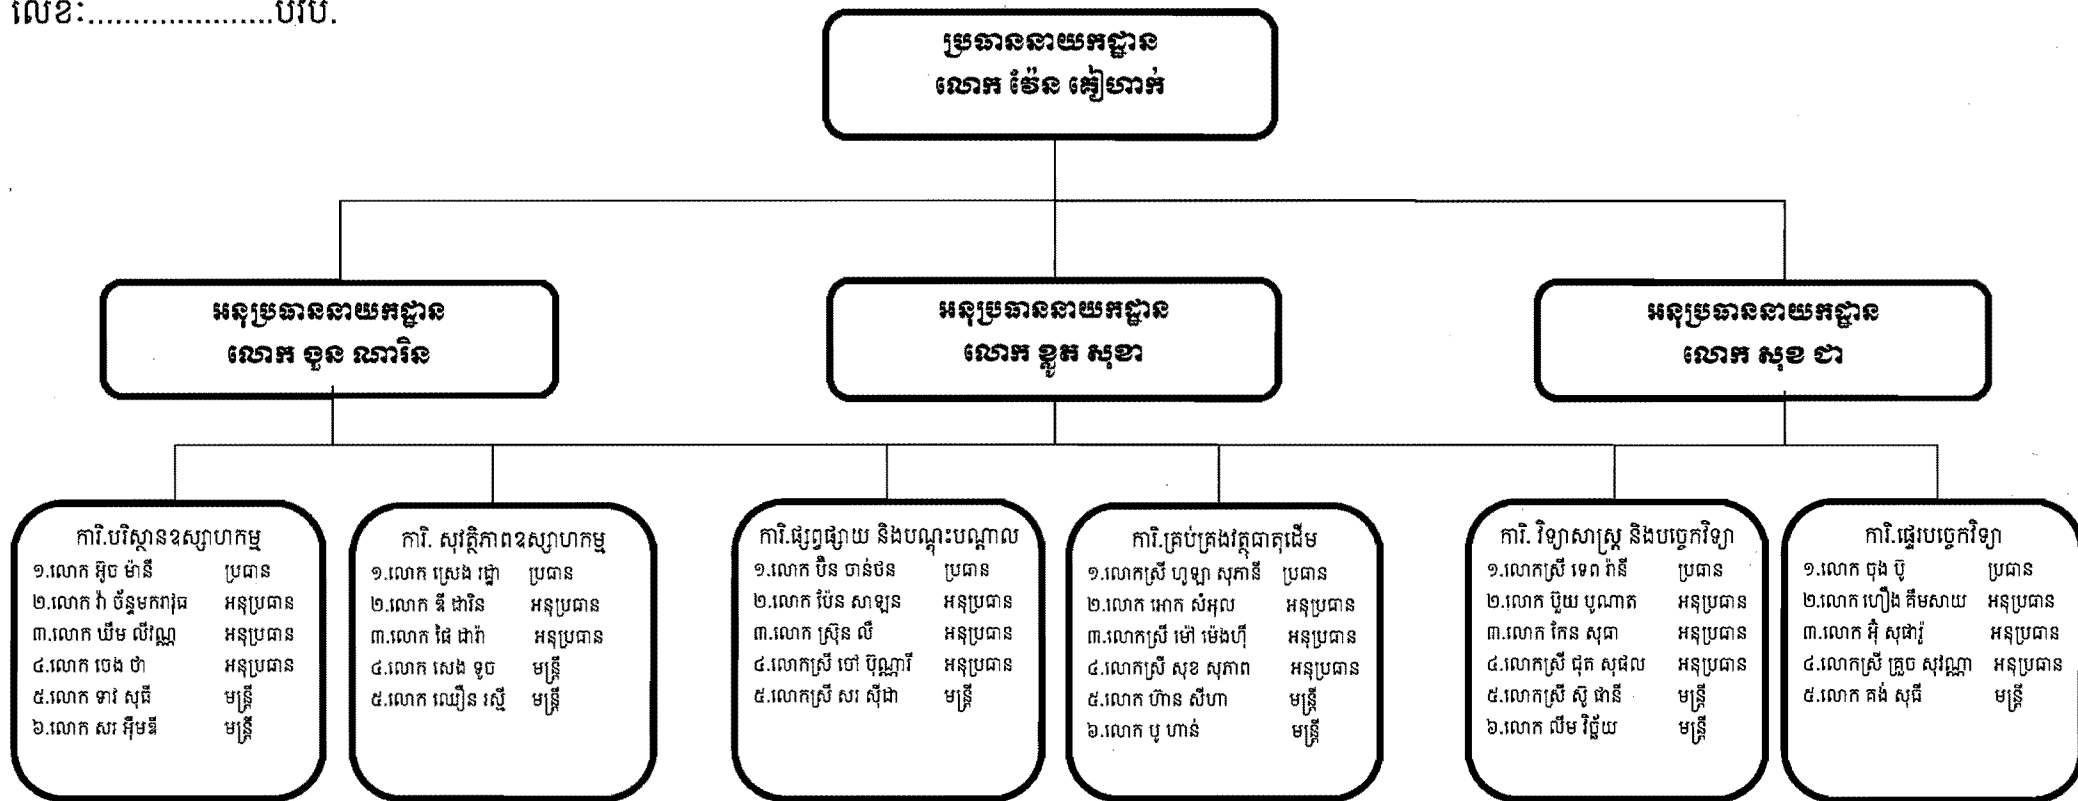 លេខៈ.....................បវប.
ប្រធាននាយកដ្ឋាន
លោក វ៉ែន គៀហាក់
អនុប្រធាននាយកដ្ឋាន
លោក ងួន ណារិន
អនុប្រធាននាយកដ្ឋាន
លោក ខ្លូត សុខា
អនុប្រធាននាយកដ្ឋាន
លោក សុខ ជា
ការិ.បរិស្ថានឧស្សាហកម្ម
១.លោក អ៊ូច ម៉ានី ប្រធាន
២.លោក វ៉ា ច័ន្ទមករាវុធ អនុប្រធាន
៣.លោក ឃឹម លីវណ្ណ អនុប្រធាន
៤.លោក ចេង ថា អនុប្រធាន
៥.លោក ទាវ សុធី មន្ត្រី
៦.លោក សរ អ៊ឹមឌី មន្ត្រី
ការិ. សុវត្ថិភាពឧស្សាហកម្ម
១.លោក ស្រេង រដ្ឋា ប្រធាន
២.លោក ឌី ដារិន អនុប្រធាន
៣.លោក ផៃ ដារ៉ា អនុប្រធាន
៤.លោក សេង ទូច មន្ត្រី
៥.លោក ឈឿន រស្មី មន្ត្រី
ការិ.ផ្សព្វផ្សាយ និងបណ្តុះបណ្តាល
១.លោក ប៊ិន ចាន់ថន ប្រធាន
២.លោក ប៉ែន សាឡន អនុប្រធាន
៣.លោក ស្រ៊ុន លី អនុប្រធាន
៤.លោកស្រី ចៅ ប៊ុណ្ណារី អនុប្រធាន
៥.លោកស្រី សរ ស៊ីដា មន្ត្រី
ការិ.គ្រប់គ្រងវត្ថុធាតុដើម
១.លោកស្រី ហូឡា សុភានី ប្រធាន
២.លោក អោក សំអុល អនុប្រធាន
៣.លោកស្រី ម៉ៅ ម៉េងហ៊ី អនុប្រធាន
៤.លោកស្រី សុខ សុភាព អនុប្រធាន
៥.លោក ហ៊ាន សីហា មន្ត្រី
៦.លោក បូ ហាន់ មន្ត្រី
ការិ. វិទ្យាសាស្ត្រ និងបច្ចេកវិទ្យា
១.លោកស្រី ទេព រ៉ានី ប្រធាន
២.លោក ប៊ួយ បូណាត អនុប្រធាន
៣.លោក កែន សុធា អនុប្រធាន
៤.លោកស្រី ជុត សុផល អនុប្រធាន
៥.លោកស្រី ស៊ូ ផានី មន្ត្រី
៦.លោក លឹម វិច្ឆ័យ មន្ត្រី
ការិ.ផ្ទេរបច្ចេកវិទ្យា
១.លោក ចុង ប៊ូ ប្រធាន
២.លោក ហឿង គឹមសាយ អនុប្រធាន
៣.លោក អ៊ុំ សុផារ៉ូ អនុប្រធាន
៤.លោកស្រី គ្រួច សុវណ្ណា អនុប្រធាន
៥.លោក គង់ សុធី មន្ត្រី